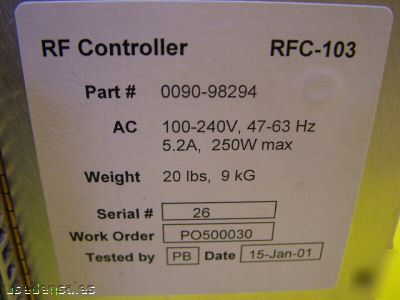 RF Controller RFC-103
Part # 0090-98294
AC 100-240V, 47-63 Hz
5.2A, 250W max
Weight 20 lbs, 9 kG
Serial # 26
Work Order PO500030
Tested by PB Date 15-Jan-01
usedensales